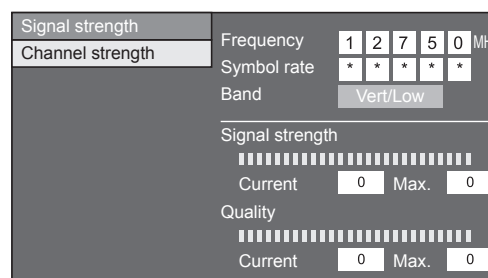 Signal strength
Channel strength
Frequency 1 2 7 5 0 MH
Symbol rate * * * * *
Band Vert/Low
Signal strength
Current 0 Max. 0
Quality
Current 0 Max. 0